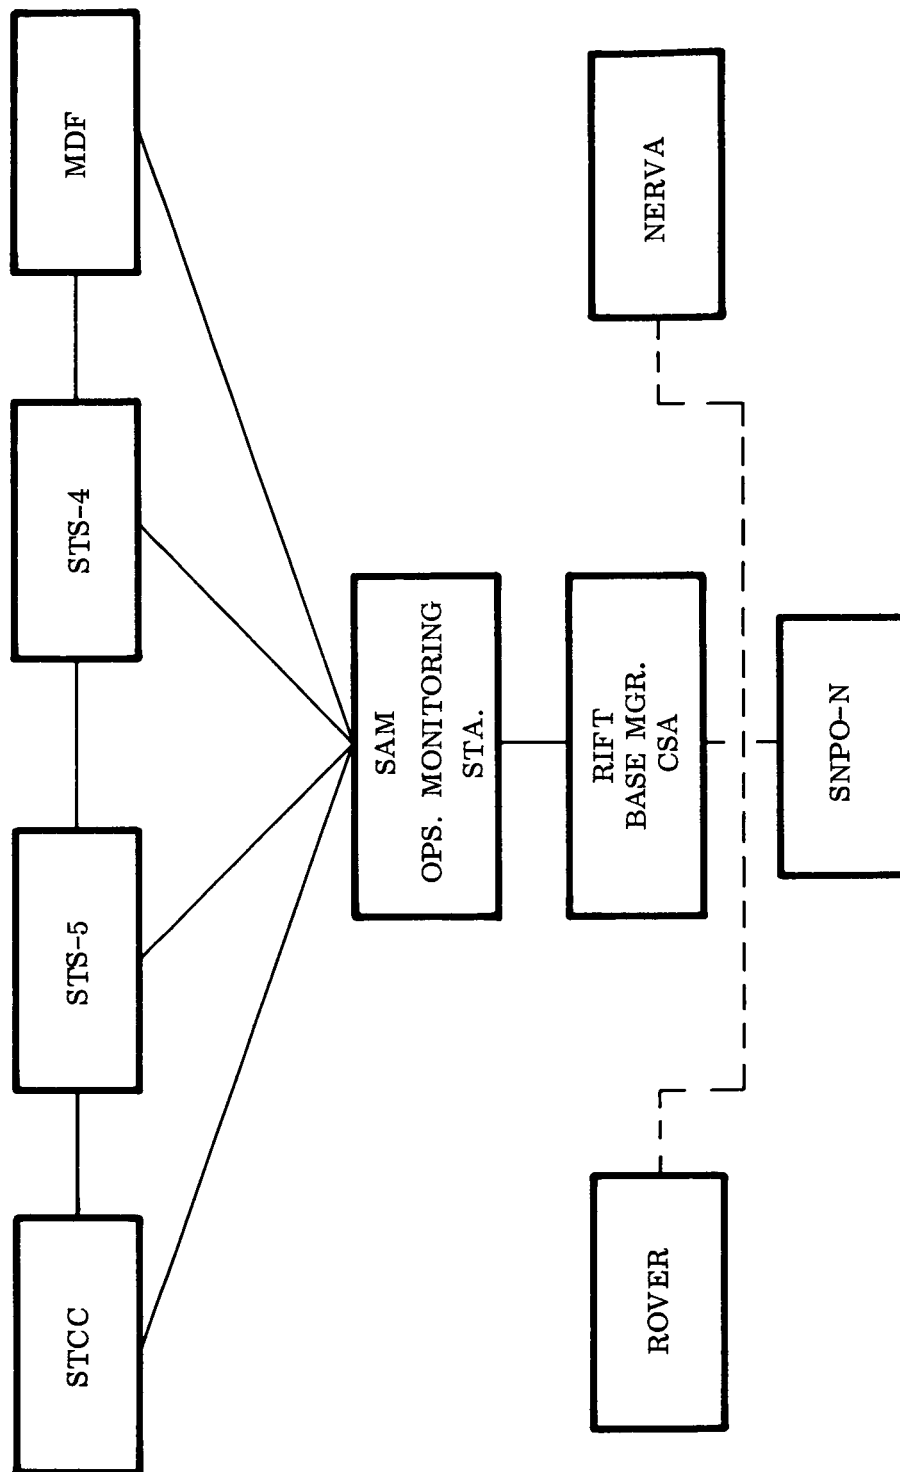 STCC
STS-5
STS-4
MDF
SAM
OPS. MONITORING
STA.
RIFT
BASE MGR.
CSA
ROVER
NERVA
SNPO-N